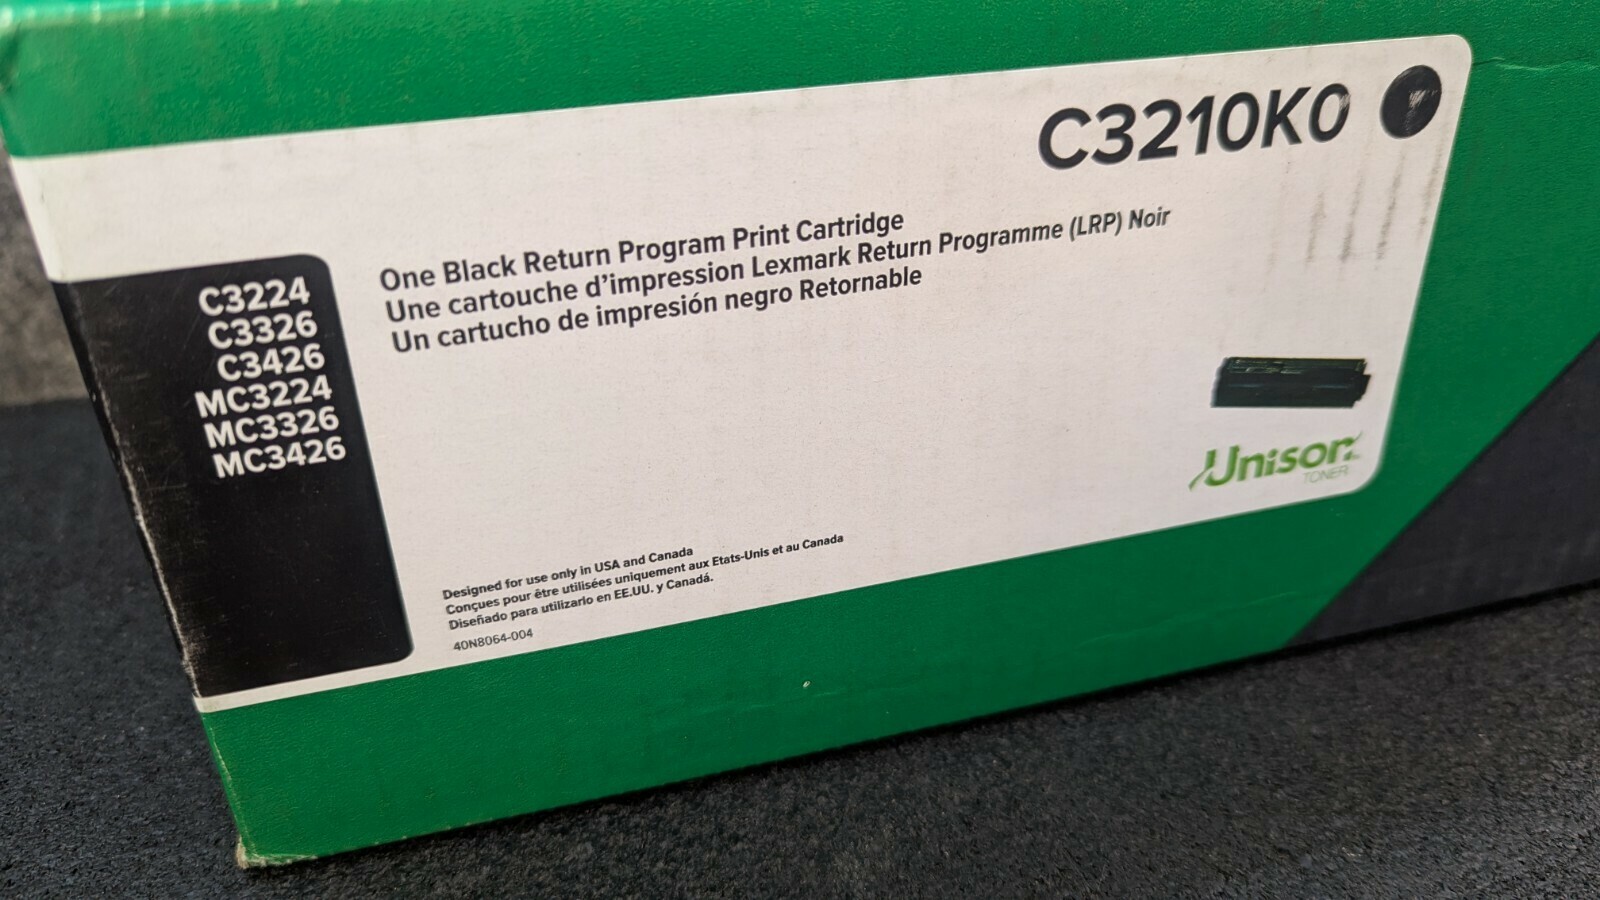 C3210K0
One Black Return Program Print Cartridge
Une cartouche d'impression Lexmark Return Programme (LRP) Noir
Un cartucho de impresión negro Retornable
C3224
C3326
C3426
MC3224
MC3326
MC3426
Unison
TONER
Designed for use only in USA and Canada
Conçues pour être utilisées uniquement aux Etats-Unis et au Canada
Diseñado para utilizarlo en EE.UU. y Canadá.
40N8064-004